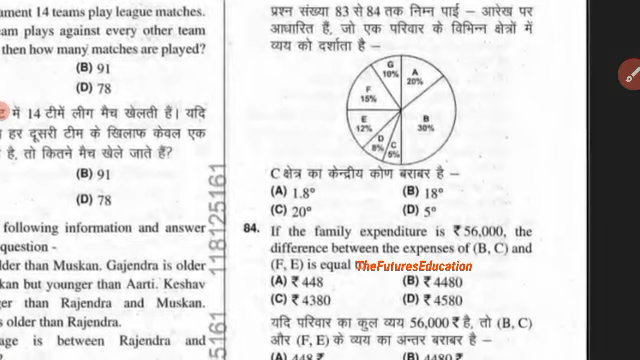 ament 14 teams play league matches.
am plays against every other team
then how many matches are played?
(B) 91
(D) 78
में 14 टीमें लीग मैच खेलती हैं। यदि
हर दूसरी टीम के खिलाफ केवल एक
है, तो कितने मैच खेले जाते हैं?
(B) 91
(D) 78
following information and answer
question -
lder than Muskan. Gajendra is older
kan but younger than Aarti. Keshav
ger than Rajendra and Muskan.
s older than Rajendra.
age is between Rajendra and
118125161
5161
प्रश्न संख्या 83 से 84 तक निम्न पाई – आरेख पर
आधारित हैं, जो एक परिवार के विभिन्न क्षेत्रों में
व्यय को दर्शाता है –
G
10%
A
20%
F
15%
B
30%
E
12%
D
8%
C
5%
C क्षेत्र का केन्द्रीय कोण बराबर है –
(A) 1.8°
(B) 18°
(C) 20°
(D) 5°
84. If the family expenditure is ₹ 56,000, the
difference between the expenses of (B, C) and
(F, E) is equal
TheFuturesEducation
(A) ₹ 448
(B) ₹ 4480
(C) ₹ 4380
(D) ₹ 4580
यदि परिवार का कुल व्यय 56,000 ₹ है, तो (B, C)
और (F, E) के व्यय का अन्तर बराबर है –
(A) 448 ₹
(B) 4480 ₹